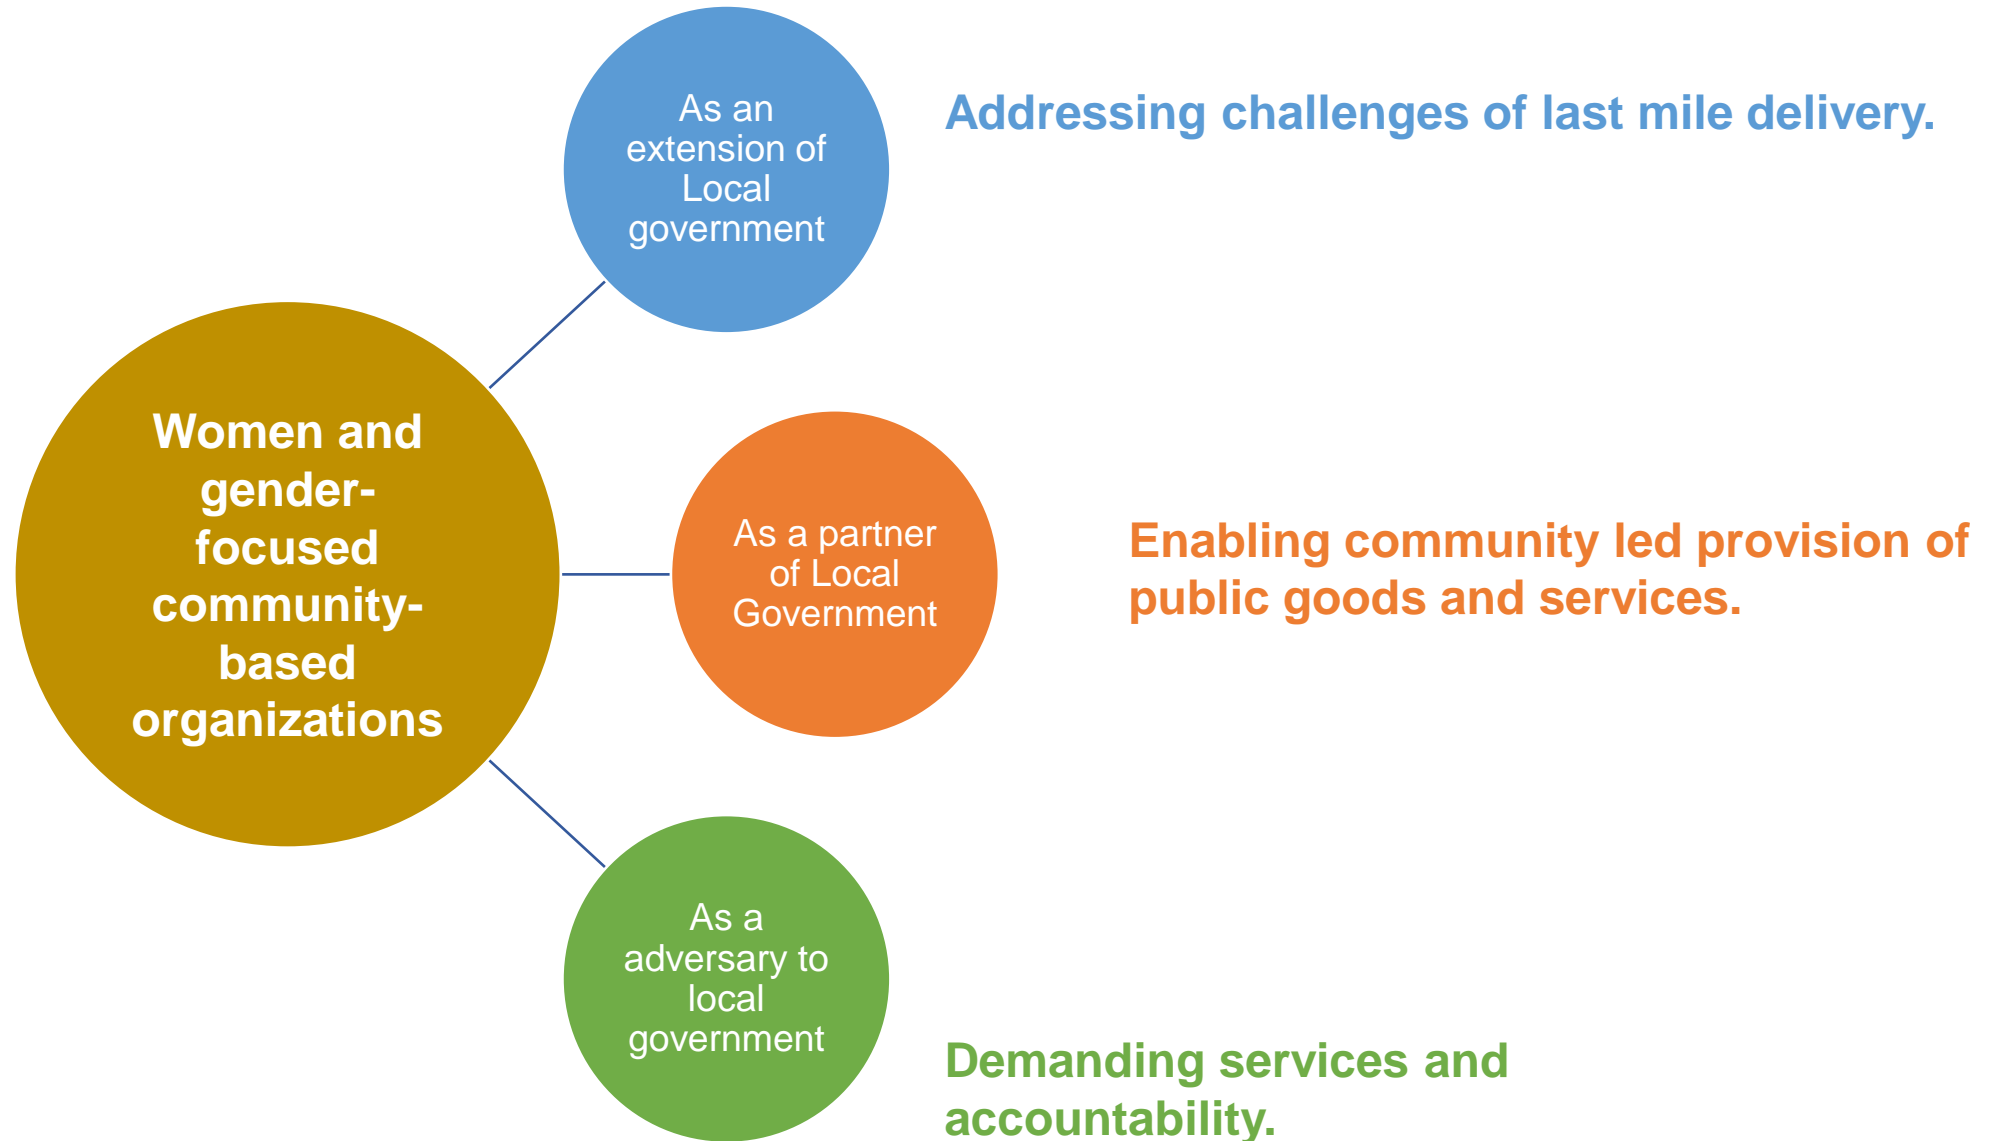 Women and
gender-
focused
community-
based
organizations
As an
extension of
Local
government
Addressing challenges of last mile delivery.
As a partner
of Local
Government
Enabling community led provision of
public goods and services.
As a
adversary to
local
government
Demanding services and
accountability.